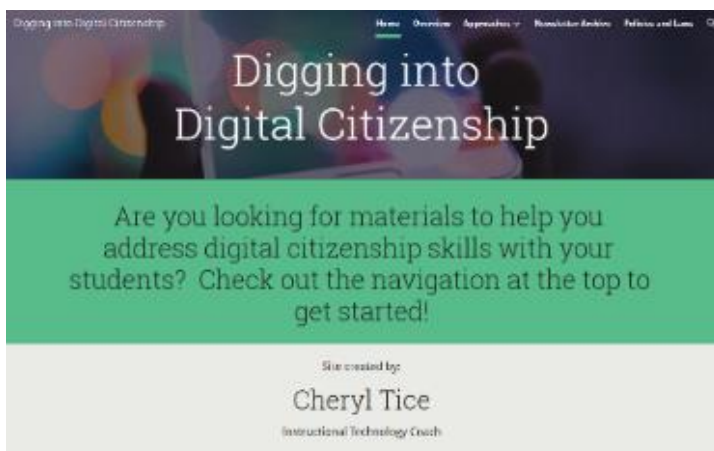 Digging into Digital Citizenship
Home Overview Approaches Newsletter Archive Policies and Laws
Digging into
Digital Citizenship
Are you looking for materials to help you
address digital citizenship skills with your
students? Check out the navigation at the top to
get started!
Site created by:
Cheryl Tice
Instructional Technology Coach